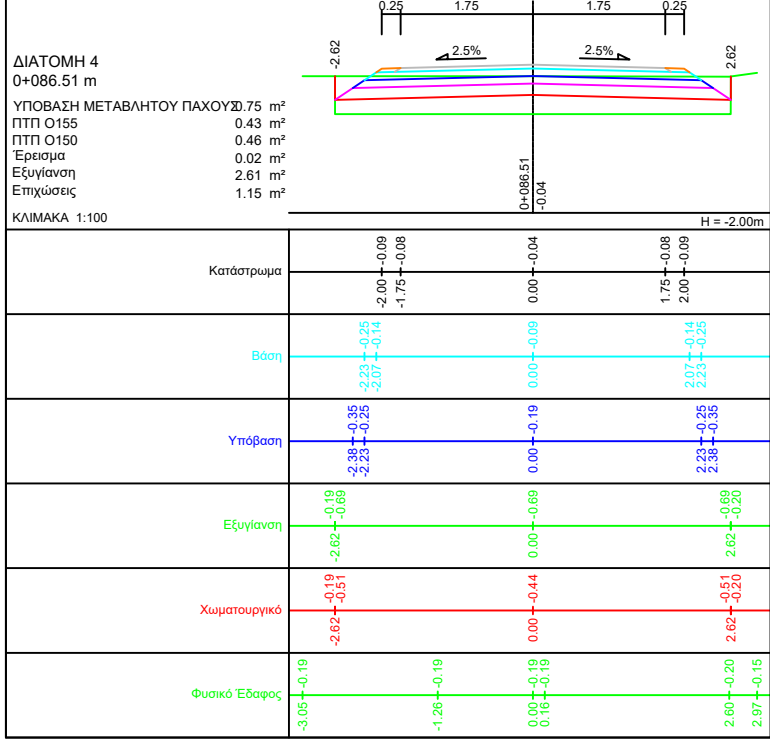 0.25 1.75 1.75 0.25
-2.62 2.5% 2.5% 2.62
ΔΙΑΤΟΜΗ 4
0+086.51 m
ΥΠΟΒΑΣΗ ΜΕΤΑΒΛΗΤΟΥ ΠΑΧΟΥΣ 0.75 m²
ΠΤΠ Ο155 0.43 m²
ΠΤΠ Ο150 0.46 m²
Έρεισμα 0.02 m²
Εξυγίανση 2.61 m²
Επιχώσεις 1.15 m²
0+086.51 -0.04
ΚΛΙΜΑΚΑ 1:100
H = -2.00m
Κατάστρωμα
-0.09 -0.08 -0.04 -0.08 -0.09
-2.00 -1.75 0.00 1.75 2.00
Βάση
-0.25 -0.14 -0.09 -0.14 -0.25
-2.23 -2.07 0.00 2.07 2.23
Υπόβαση
-0.35 -0.25 -0.19 -0.25 -0.35
-2.38 -2.23 0.00 2.23 2.38
Εξυγίανση
-0.19 -0.69 -0.69 -0.69 -0.20
-2.62 0.00 2.62
Χωματουργικό
-0.19 -0.51 -0.44 -0.51 -0.20
-2.62 0.00 2.62
Φυσικό Έδαφος
-0.19 -0.19 -0.19 -0.19 -0.20 -0.15
-3.05 -1.26 0.00 0.16 2.60 2.97